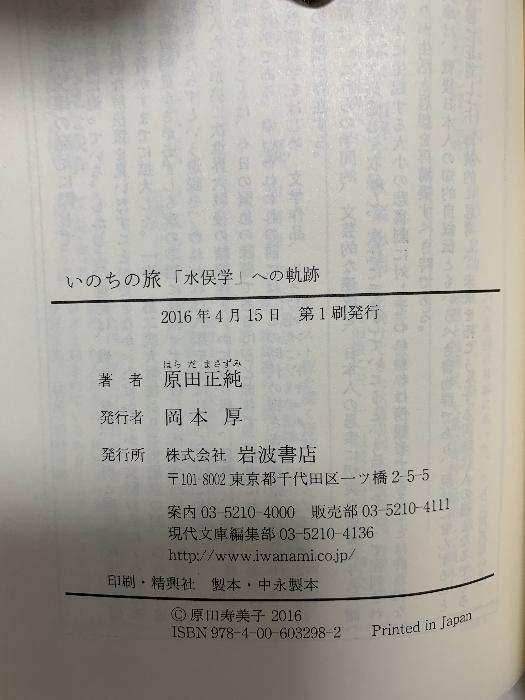 いのちの旅 「水俣学」への軌跡
2016年4月15日 第1刷発行
はら だ まさずみ
著 者 原田正純
発行者 岡本 厚
発行所 株式会社 岩波書店
〒101-8002 東京都千代田区一ツ橋 2-5-5
案内 03-5210-4000 販売部 03-5210-4111
現代文庫編集部 03-5210-4136
http://www.iwanami.co.jp/
印刷・精興社 製本・中永製本
Ⓒ 原田寿美子 2016
ISBN 978-4-00-603298-2 Printed in Japan